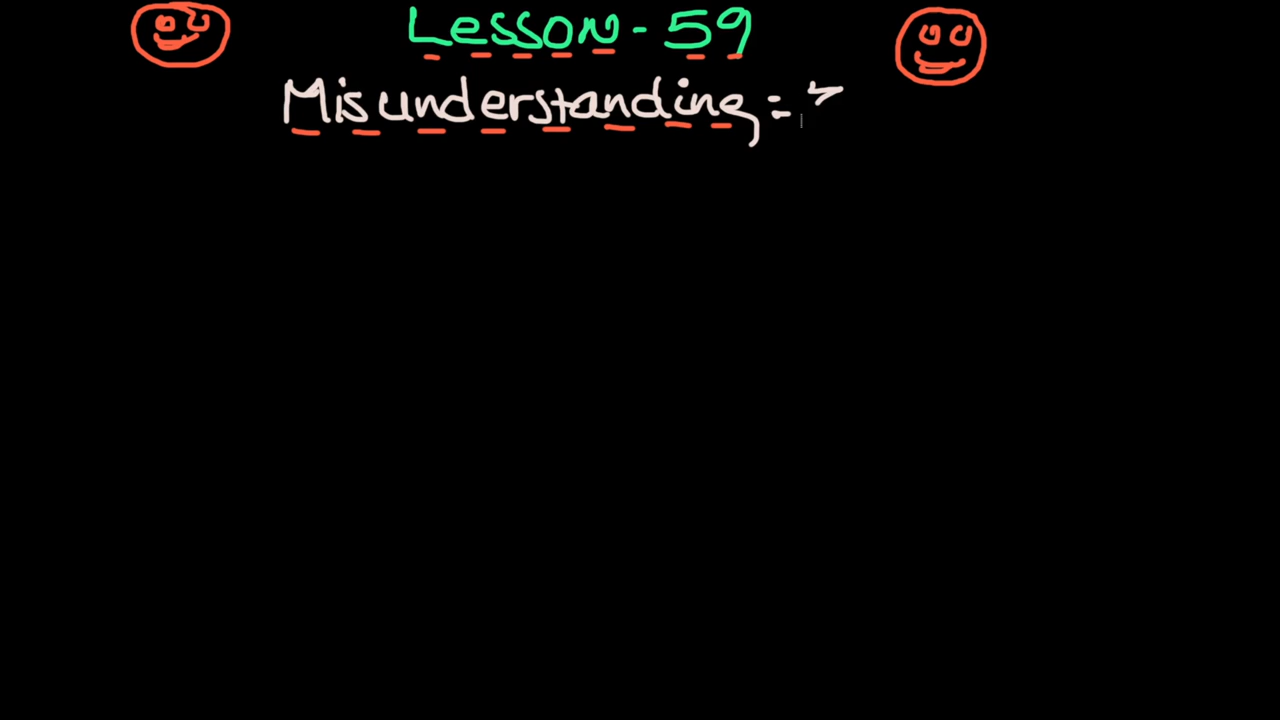 Lesson - 59
Misunderstanding =